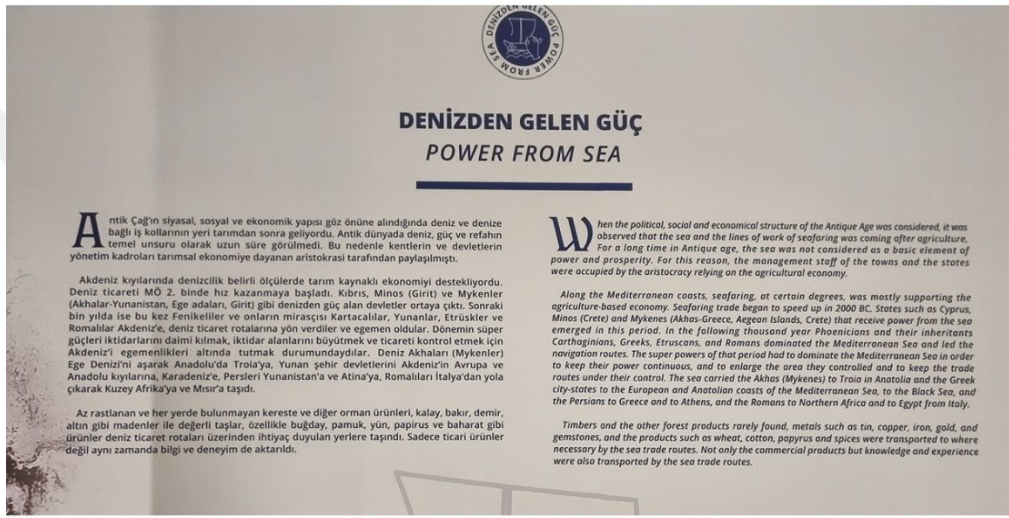 DENİZDEN GELEN GÜÇ POWER FROM SEA
DENİZDEN GELEN GÜÇ
POWER FROM SEA
Antik Çağ'ın siyasal, sosyal ve ekonomik yapısı göz önüne alındığında deniz ve denize
bağlı iş kollarının yeri tarımdan sonra geliyordu. Antik dünyada deniz, güç ve refahın
temel unsuru olarak uzun süre görülmedi. Bu nedenle kentlerin ve devletlerin
yönetim kadroları tarımsal ekonomiye dayanan aristokrasi tarafından paylaşılmıştı.
Akdeniz kıyılarında denizcilik belirli ölçülerde tarım kaynaklı ekonomiyi destekliyordu.
Deniz ticareti MÖ 2. binde hız kazanmaya başladı. Kıbrıs, Minos (Girit) ve Mykenler
(Akhalar-Yunanistan, Ege adaları, Girit) gibi denizden güç alan devletler ortaya çıktı. Sonraki
bin yılda ise bu kez Fenikeliler ve onların mirasçısı Kartacalılar, Yunanlar, Etrüskler ve
Romalılar Akdeniz'e, deniz ticaret rotalarına yön verdiler ve egemen oldular. Dönemin süper
güçleri iktidarlarını daimi kılmak, iktidar alanlarını büyütmek ve ticareti kontrol etmek için
Akdeniz'i egemenlikleri altında tutmak durumundaydılar. Deniz Akhaları (Mykenler)
Ege Denizi'ni aşarak Anadolu'da Troia'ya, Yunan şehir devletlerini Akdeniz'in Avrupa ve
Anadolu kıyılarına, Karadeniz'e, Persleri Yunanistan'a ve Atina'ya, Romalıları İtalya'dan yola
çıkarak Kuzey Afrika'ya ve Mısır'a taşıdı.
Az rastlanan ve her yerde bulunmayan kereste ve diğer orman ürünleri, kalay, bakır, demir,
altın gibi madenler ile değerli taşlar, özellikle buğday, pamuk, yün, papirus ve baharat gibi
ürünler deniz ticaret rotaları üzerinden ihtiyaç duyulan yerlere taşındı. Sadece ticari ürünler
değil aynı zamanda bilgi ve deneyim de aktarıldı.
When the political, social and economical structure of the Antique Age was considered, it was
observed that the sea and the lines of work of seafaring was coming after agriculture.
For a long time in Antique age, the sea was not considered as a basic element of
power and prosperity. For this reason, the management staff of the towns and the states
were occupied by the aristocracy relying on the agricultural economy.
Along the Mediterranean coasts, seafaring, at certain degrees, was mostly supporting the
agriculture-based economy. Seafaring trade began to speed up in 2000 BC. States such as Cyprus,
Minos (Crete) and Mykenes (Akhas-Greece, Aegean Islands, Crete) that receive power from the sea
emerged in this period. In the following thousand year Phoenicians and their inheritants
Carthaginians, Greeks, Etruscans, and Romans dominated the Mediterranean Sea and led the
navigation routes. The super powers of that period had to dominate the Mediterranean Sea in order
to keep their power continuous, and to enlarge the area they controlled and to keep the trade
routes under their control. The sea carried the Akhas (Mykenes) to Troia in Anatolia and the Greek
city-states to the European and Anatolian coasts of the Mediterranean Sea, to the Black Sea, and
the Persians to Greece and to Athens, and the Romans to Northern Africa and to Egypt from Italy.
Timbers and the other forest products rarely found, metals such as tin, copper, iron, gold, and
gemstones, and the products such as wheat, cotton, papyrus and spices were transported to where
necessary by the sea trade routes. Not only the commercial products but knowledge and experience
were also transported by the sea trade routes.